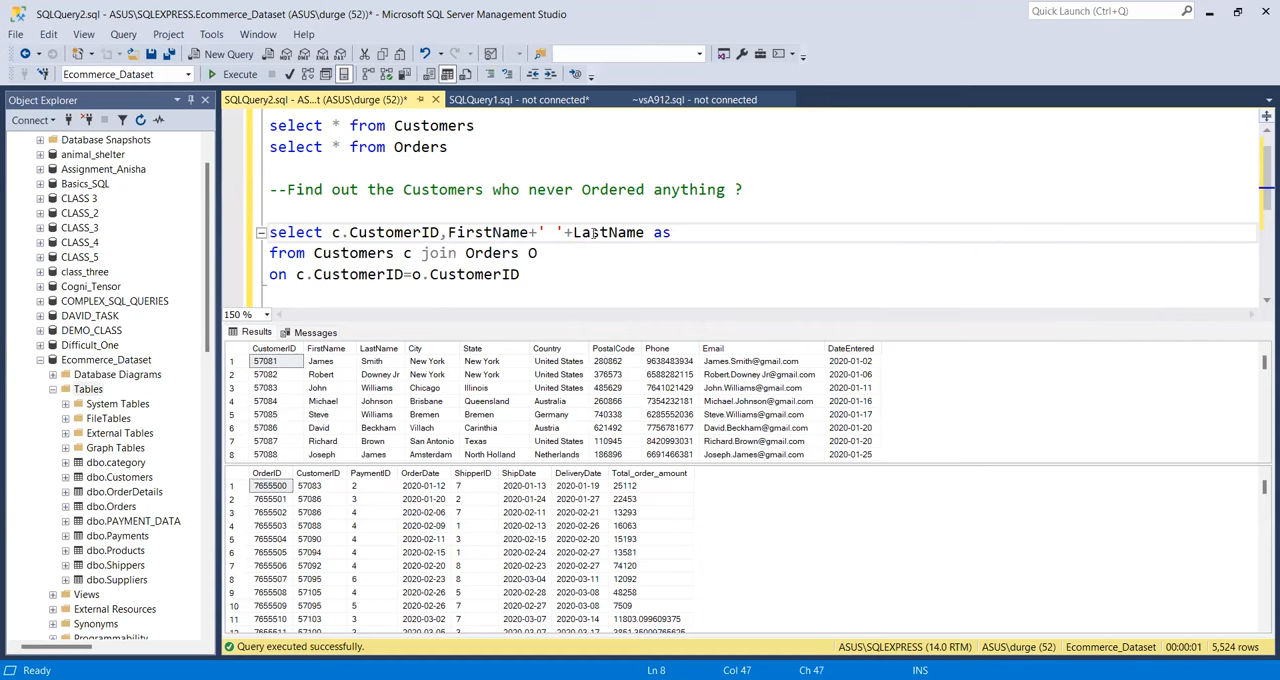 SQLQuery2.sql - ASUS\SQLEXPRESS.Ecommerce_Dataset (ASUS\durge (52))* - Microsoft SQL Server Management Studio
Quick Launch (Ctrl+Q)
File Edit View Query Project Tools Window Help
New Query
Ecommerce_Dataset Execute
Object Explorer
SQLQuery2.sql - AS...t (ASUS\durge (52))* SQLQuery1.sql - not connected* ~vsA912.sql - not connected
Connect
Database Snapshots
animal_shelter
Assignment_Anisha
Basics_SQL
CLASS 3
CLASS_2
CLASS_3
CLASS_4
CLASS_5
class_three
Cogni_Tensor
COMPLEX_SQL_QUERIES
DAVID_TASK
DEMO_CLASS
Difficult_One
Ecommerce_Dataset
Database Diagrams
Tables
System Tables
FileTables
External Tables
Graph Tables
dbo.category
dbo.Customers
dbo.OrderDetails
dbo.Orders
dbo.PAYMENT_DATA
dbo.Payments
dbo.Products
dbo.Shippers
dbo.Suppliers
Views
External Resources
Synonyms
Programmability
select * from Customers
select * from Orders
--Find out the Customers who never Ordered anything ?
select c.CustomerID,FirstName+' '+LastName as
from Customers c join Orders O
on c.CustomerID=o.CustomerID
150 %
Results Messages
CustomerID FirstName LastName City State Country PostalCode Phone Email DateEntered
1 57081 James Smith New York New York United States 280862 9638483934 James.Smith@gmail.com 2020-01-02
2 57082 Robert Downey Jr New York New York United States 376573 6588282115 Robert.Downey Jr@gmail.com 2020-01-06
3 57083 John Williams Chicago Illinois United States 485629 7641021429 John.Williams@gmail.com 2020-01-11
4 57084 Michael Johnson Brisbane Queensland Australia 260866 7354232181 Michael.Johnson@gmail.com 2020-01-16
5 57085 Steve Williams Bremen Bremen Germany 740338 6285552036 Steve.Williams@gmail.com 2020-01-17
6 57086 David Beckham Villach Carinthia Austria 621492 7756781677 David.Beckham@gmail.com 2020-01-20
7 57087 Richard Brown San Antonio Texas United States 110945 8420993031 Richard.Brown@gmail.com 2020-01-20
8 57088 Joseph James Amsterdam North Holland Netherlands 186896 6691466381 Joseph.James@gmail.com 2020-01-25
OrderID CustomerID PaymentID OrderDate ShipperID ShipDate DeliveryDate Total_order_amount
1 7655500 57083 2 2020-01-12 7 2020-01-13 2020-01-19 25112
2 7655501 57086 3 2020-01-20 2 2020-01-24 2020-01-27 22453
3 7655502 57086 4 2020-02-06 7 2020-02-11 2020-02-21 13293
4 7655503 57088 4 2020-02-09 1 2020-02-13 2020-02-26 16063
5 7655504 57090 4 2020-02-11 3 2020-02-15 2020-02-20 15193
6 7655505 57094 4 2020-02-15 1 2020-02-24 2020-02-27 13581
7 7655506 57092 4 2020-02-20 8 2020-02-23 2020-02-27 74120
8 7655507 57095 6 2020-02-23 8 2020-03-04 2020-03-11 12092
9 7655508 57105 4 2020-02-26 5 2020-02-28 2020-03-08 48258
10 7655509 57095 5 2020-02-26 7 2020-02-27 2020-03-08 7509
11 7655510 57103 3 2020-03-02 7 2020-03-07 2020-03-14 11803.099609375
Query executed successfully. ASUS\SQLEXPRESS (14.0 RTM) ASUS\durge (52) Ecommerce_Dataset 00:00:01 5,524 rows
Ready Ln 8 Col 47 Ch 47 INS